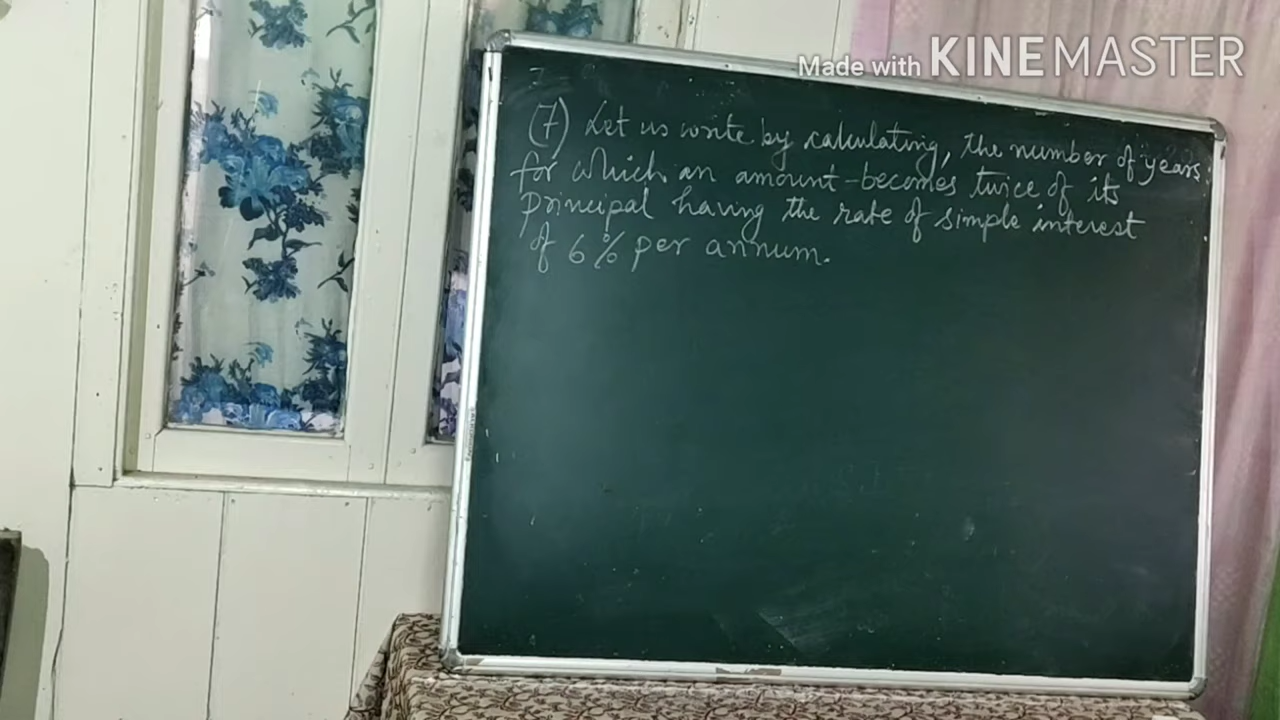 Made with KINEMASTER
(7) Let us write by calculating, the number of years
for which an amount becomes twice of its
principal having the rate of simple interest
of 6% per annum.